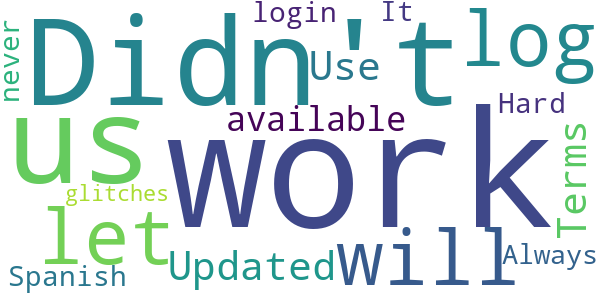 login It
never Didn't log
Use
us available Hard
work Terms
glitches
let Will
Updated Always
Spanish